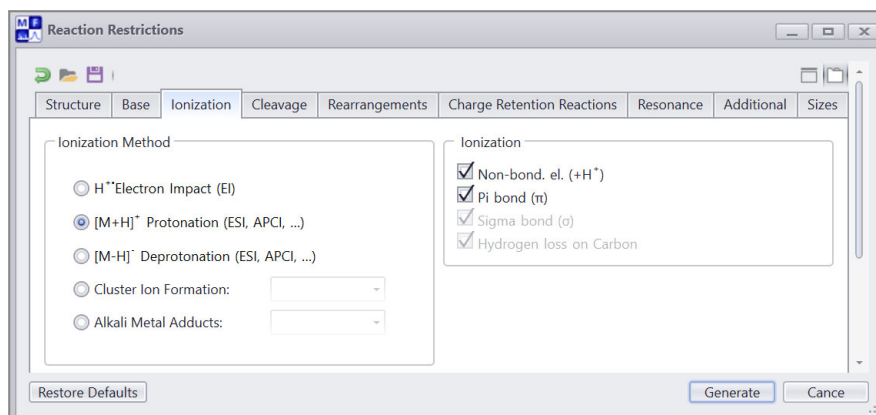 M F
Reaction Restrictions
Structure Base Ionization Cleavage Rearrangements Charge Retention Reactions Resonance Additional Sizes
Ionization Method
H⁺˙Electron Impact (EI)
[M+H]⁺ Protonation (ESI, APCI, ...)
[M-H]⁻ Deprotonation (ESI, APCI, ...)
Cluster Ion Formation:
Alkali Metal Adducts:
Ionization
Non-bond. el. (+H⁺)
Pi bond (π)
Sigma bond (σ)
Hydrogen loss on Carbon
Restore Defaults Generate Cance